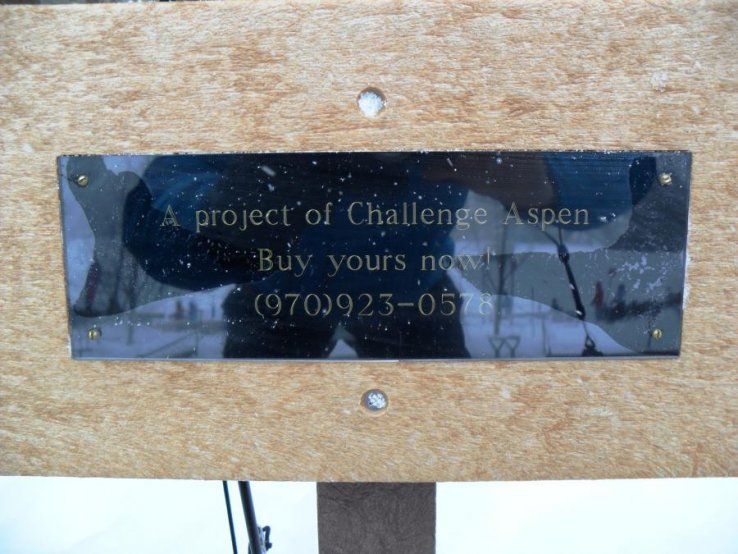 A project of Challenge Aspen
Buy yours now!
(970)923-0578